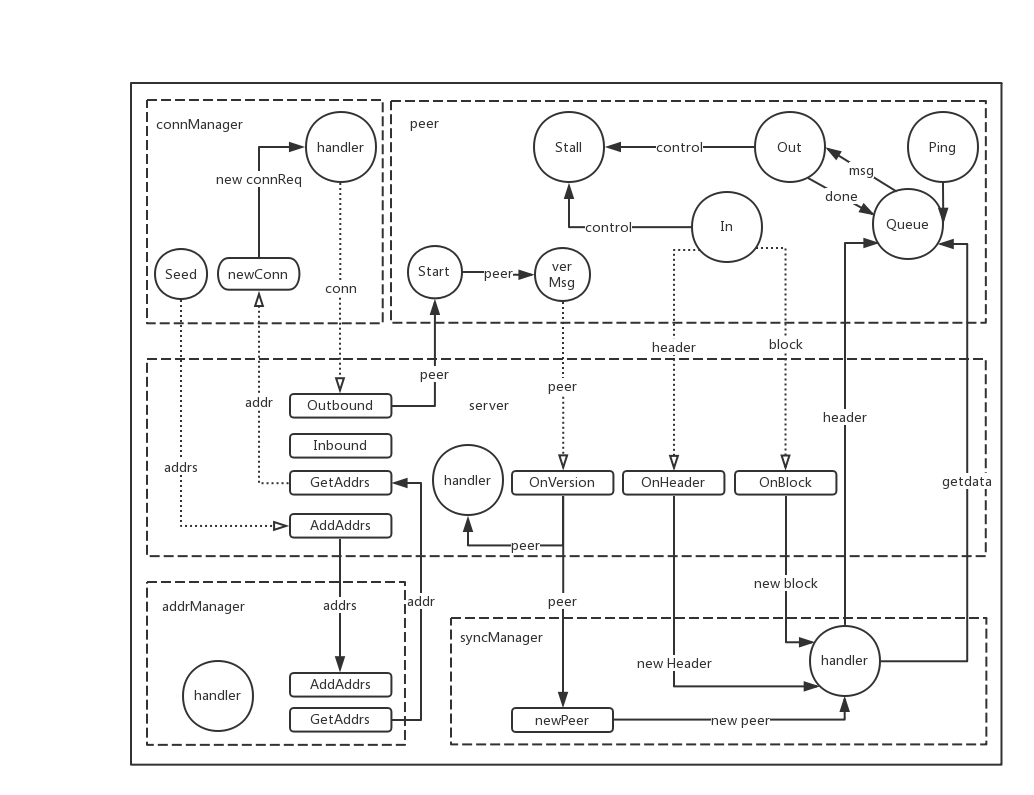 connManager
handler
new connReq
Seed
newConn
conn
peer
Stall
control
Out
Ping
msg
done
Queue
control
In
Start
peer
ver
Msg
header
block
peer
peer
addr
Outbound
server
header
Inbound
addrs
GetAddrs
handler
OnVersion
OnHeader
OnBlock
getdata
AddAddrs
peer
new block
addrManager
addrs
addr
peer
syncManager
new Header
handler
handler
AddAddrs
GetAddrs
newPeer
new peer